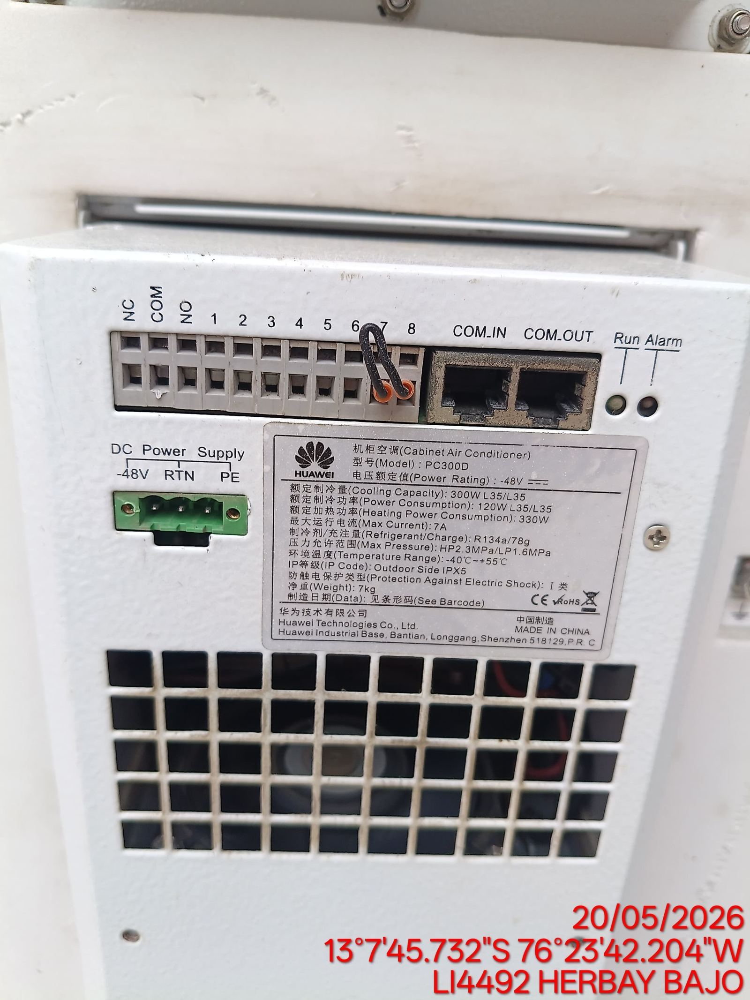 NC COM NO 1 2 3 4 5 6 7 8 COM_IN COM_OUT Run Alarm
DC Power Supply
-48V RTN PE
HUAWEI
机柜空调(Cabinet Air Conditioner)
型号(Model) : PC300D
电压额定值(Power Rating) : -48V
额定制冷量(Cooling Capacity): 300W L35/L35
额定制冷功率(Power Consumption): 120W L35/L35
额定加热功率(Heating Power Consumption): 330W
最大运行电流(Max Current): 7A
制冷剂/充注量(Refrigerant/Charge): R134a/78g
压力允许范围(Max Pressure): HP2.3MPa/LP1.6MPa
环境温度(Temperature Range): -40℃~+55℃
IP等级(IP Code): Outdoor Side IPX5
防触电保护类型(Protection Against Electric Shock): I 类
净重(Weight): 7kg
制造日期(Data): 见条形码(See Barcode)
CE RoHS
华为技术有限公司
Huawei Technologies Co., Ltd.
Huawei Industrial Base, Bantian, Longgang, Shenzhen 518129, P R. C
中国制造
MADE IN CHINA
20/05/2026
13°7'45.732"S 76°23'42.204"W
LI4492 HERBAY BAJO